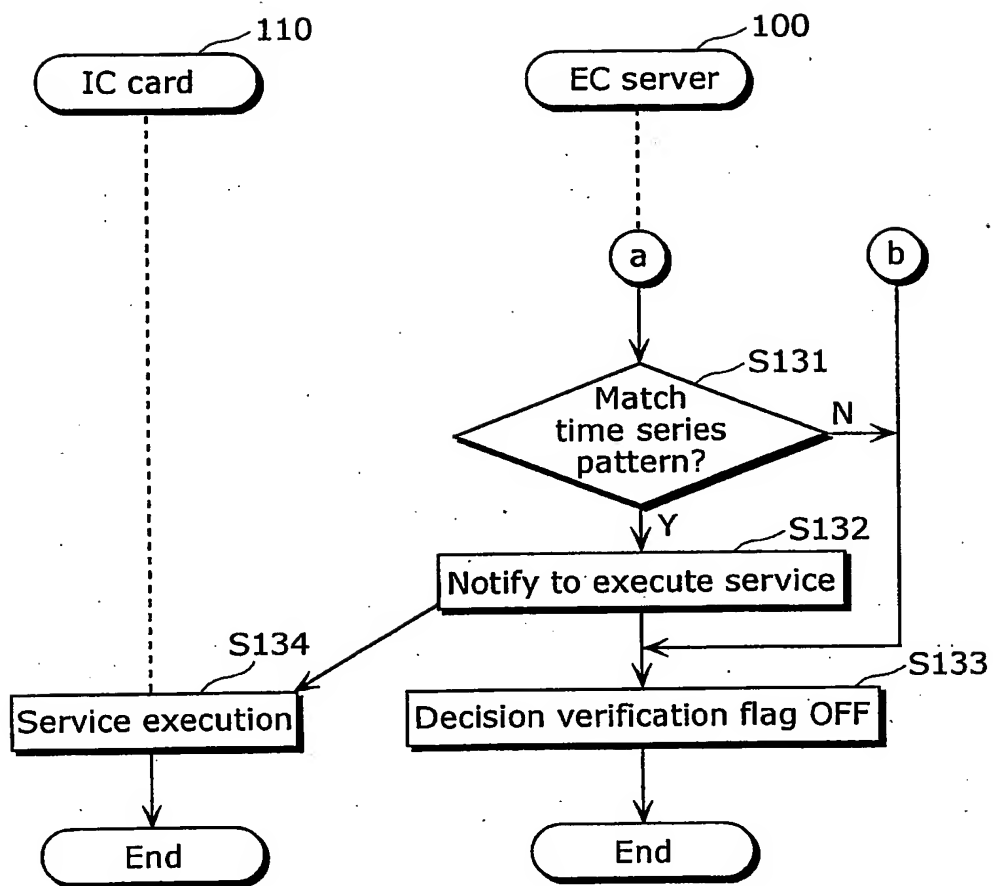 110
100
IC card
EC server
a
b
S131
Match
time series
pattern?
N
Y
S132
Notify to execute service
S134
S133
Service execution
Decision verification flag OFF
End
End